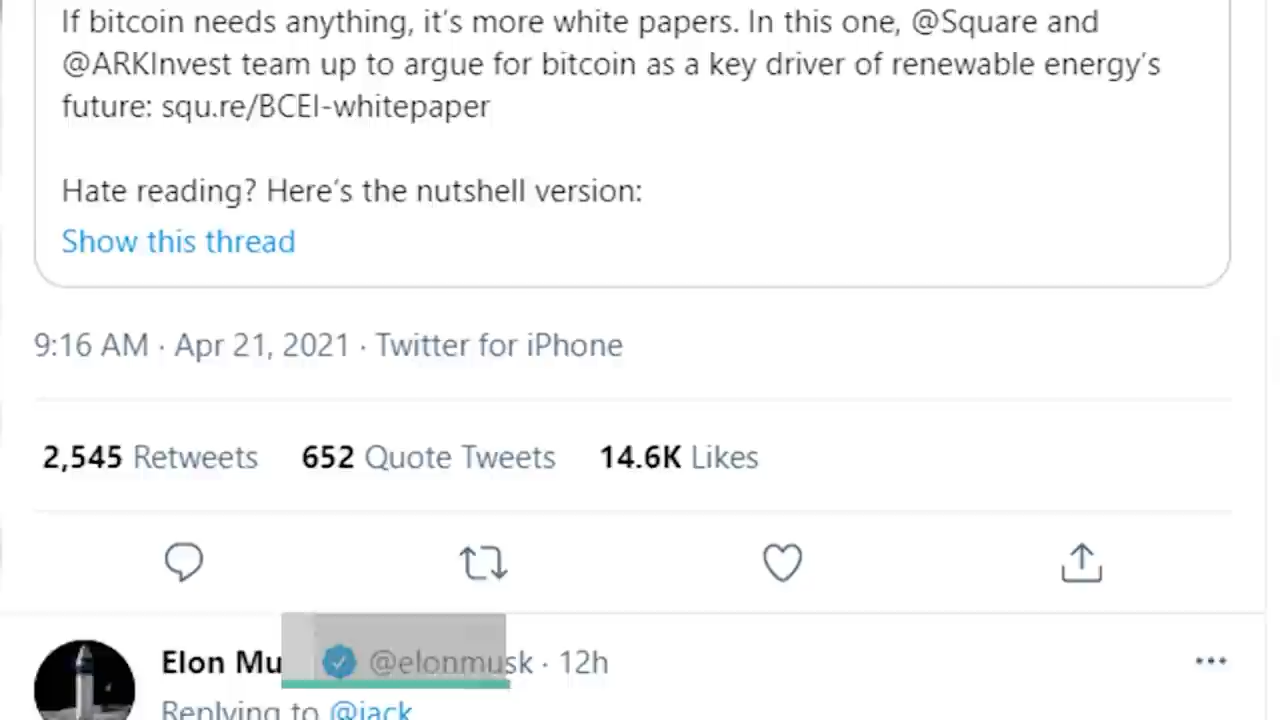 If bitcoin needs anything, it's more white papers. In this one, @Square and
@ARKInvest team up to argue for bitcoin as a key driver of renewable energy's
future: squ.re/BCEI-whitepaper
Hate reading? Here's the nutshell version:
Show this thread
9:16 AM · Apr 21, 2021 · Twitter for iPhone
2,545 Retweets 652 Quote Tweets 14.6K Likes
Elon Mu @elonmusk · 12h
Replying to @jack